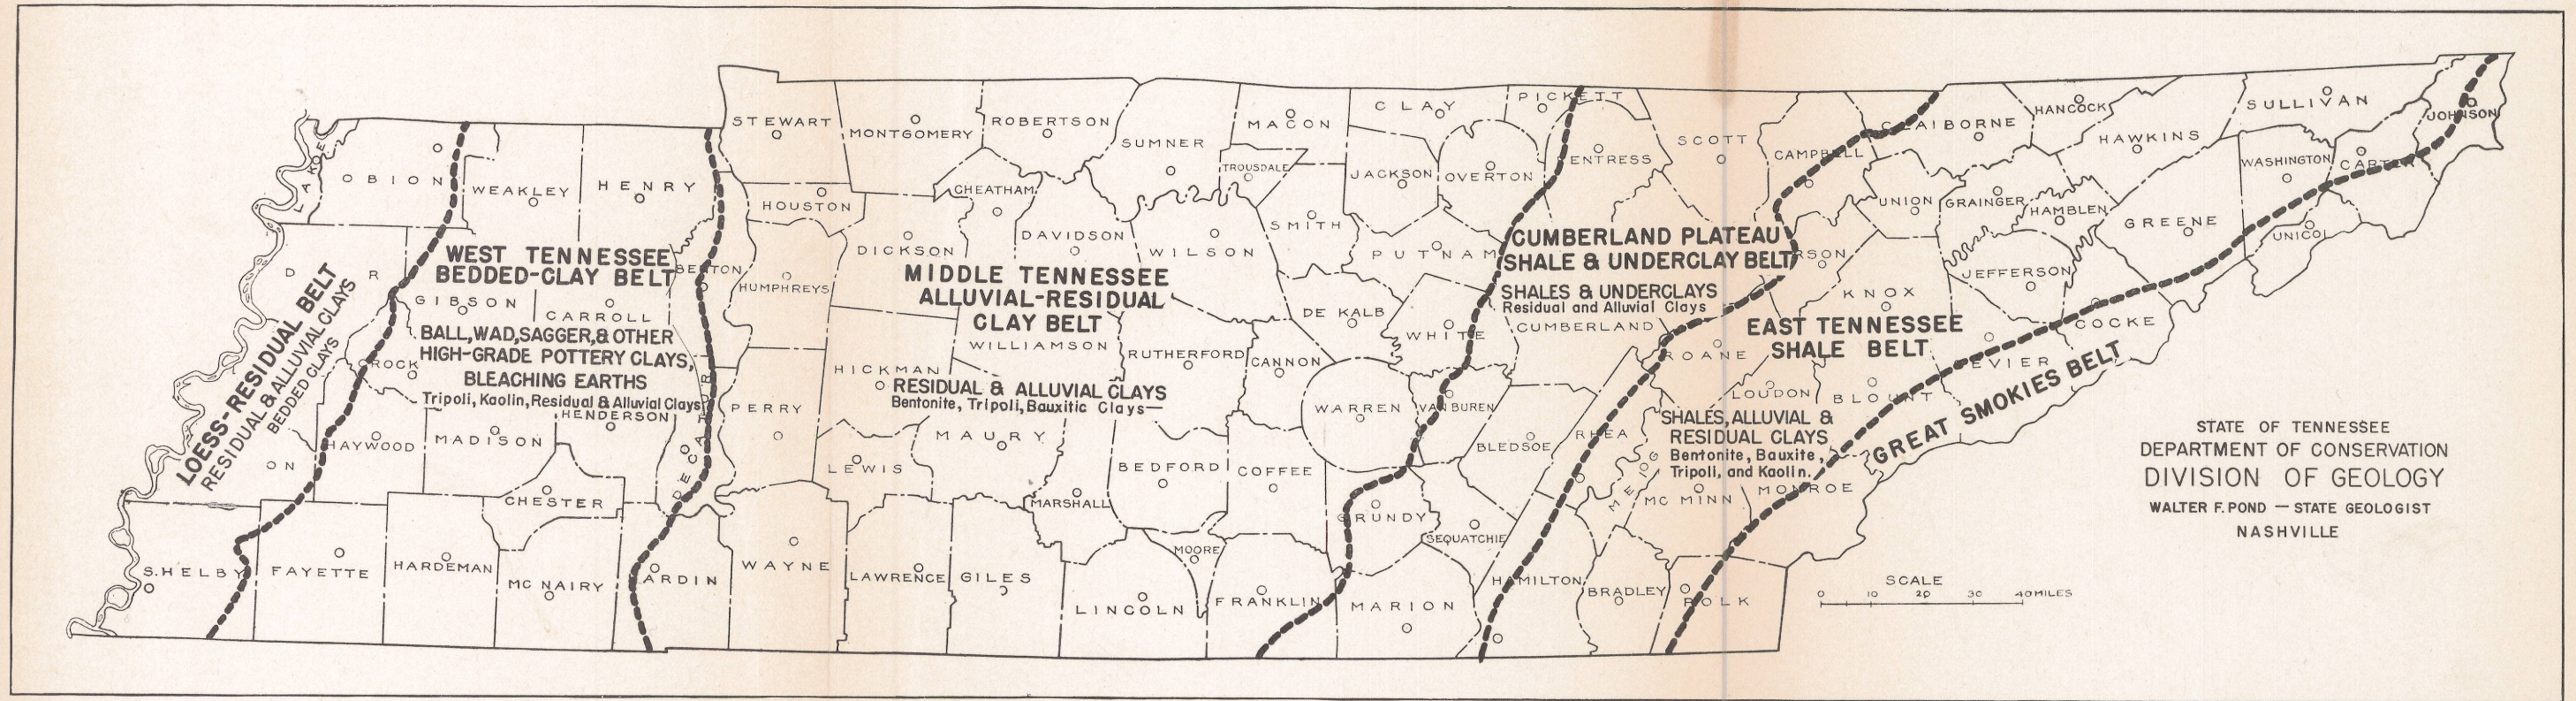 LAKE
OBION
WEAKLEY
HENRY
STEWART
MONTGOMERY
ROBERTSON
SUMNER
MACON
TROUSDALE
CLAY
PICKETT
SCOTT
CAMPBELL
CLAIBORNE
HANCOCK
HAWKINS
SULLIVAN
JOHNSON
WASHINGTON
CARTER
HOUSTON
CHEATHAM
JACKSON
OVERTON
FENTRESS
UNION
GRAINGER
HAMBLEN
GREENE
UNICOI
D R
LOESS-RESIDUAL BELT
RESIDUAL & ALLUVIAL CLAYS
BEDDED CLAYS
WEST TENNESSEE
BEDDED-CLAY BELT
BENTON
HUMPHREYS
DICKSON
DAVIDSON
WILSON
SMITH
PUTNAM
CUMBERLAND PLATEAU
SHALE & UNDERCLAY BELT
RSON
SHALES & UNDERCLAYS
Residual and Alluvial Clays
CUMBERLAND
JEFFERSON
KNOX
COCKE
GIBSON
CARROLL
BALL, WAD, SAGGER, & OTHER
HIGH-GRADE POTTERY CLAYS,
BLEACHING EARTHS
Tripoli, Kaolin, Residual & Alluvial Clays
MIDDLE TENNESSEE
ALLUVIAL-RESIDUAL
CLAY BELT
WILLIAMSON
RUTHERFORD
CANNON
DE KALB
WHITE
EAST TENNESSEE
SHALE BELT
ROANE
EVIER
GREAT SMOKIES BELT
CROCK
HICKMAN
RESIDUAL & ALLUVIAL CLAYS
Bentonite, Tripoli, Bauxitic Clays—
LOUDON
BLOUNT
HENDERSON
DECATUR
PERRY
WARREN
VAN BUREN
SHALES, ALLUVIAL &
RESIDUAL CLAYS
Bentonite, Bauxite,
Tripoli, and Kaolin.
ON
HAYWOOD
MADISON
LEWIS
MAURY
BEDFORD
COFFEE
BLEDSOE
RHEA
MEIGS
MC MINN
MONROE
CHESTER
MARSHALL
GRUNDY
SEQUATCHIE
SHELBY
FAYETTE
HARDEMAN
MC NAIRY
HARDIN
WAYNE
LAWRENCE
GILES
MOORE
LINCOLN
FRANKLIN
MARION
HAMILTON
BRADLEY
POLK
STATE OF TENNESSEE
DEPARTMENT OF CONSERVATION
DIVISION OF GEOLOGY
WALTER F. POND — STATE GEOLOGIST
NASHVILLE
SCALE
0 10 20 30 40 MILES